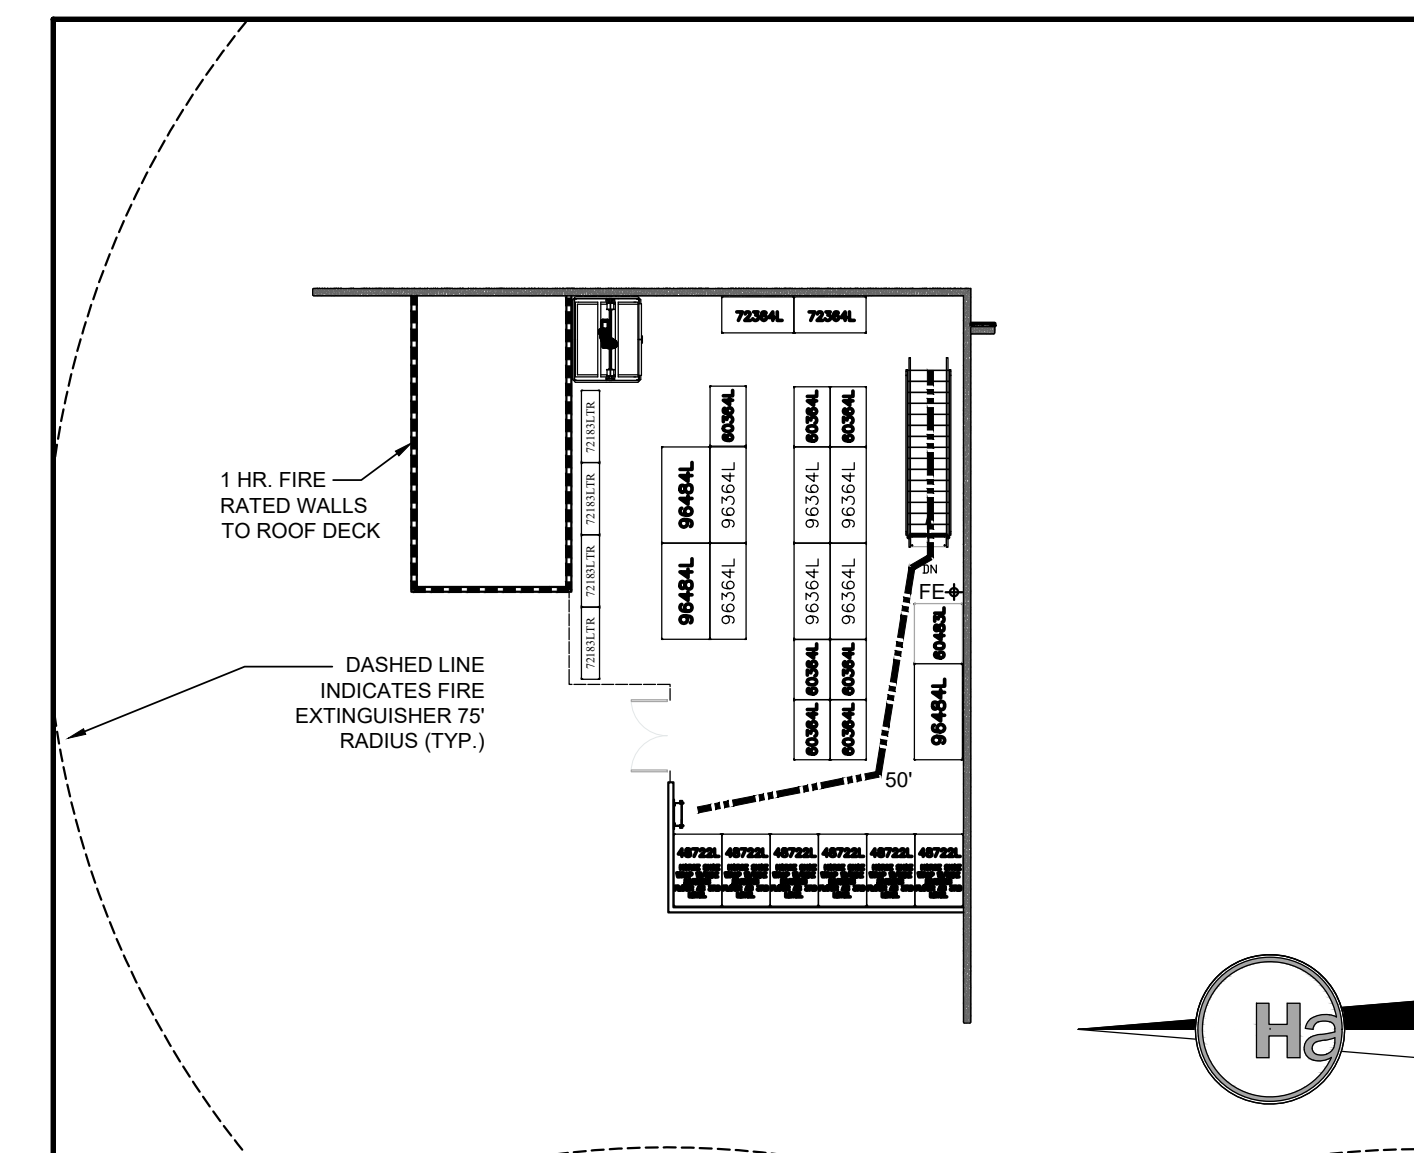 72364L 72364L
60364L 60364L 60364L
72183LTR
72183LTR
72183LTR
72183LTR
96484L 96364L 96364L 96364L
96484L 96364L 96364L 96364L
1 HR. FIRE
RATED WALLS
TO ROOF DECK
DN
FE
60483L
60364L 60364L
96484L
60364L 60364L
DASHED LINE
INDICATES FIRE
EXTINGUISHER 75'
RADIUS (TYP.)
50'
48722L 48722L 48722L 48722L 48722L 48722L
Ha